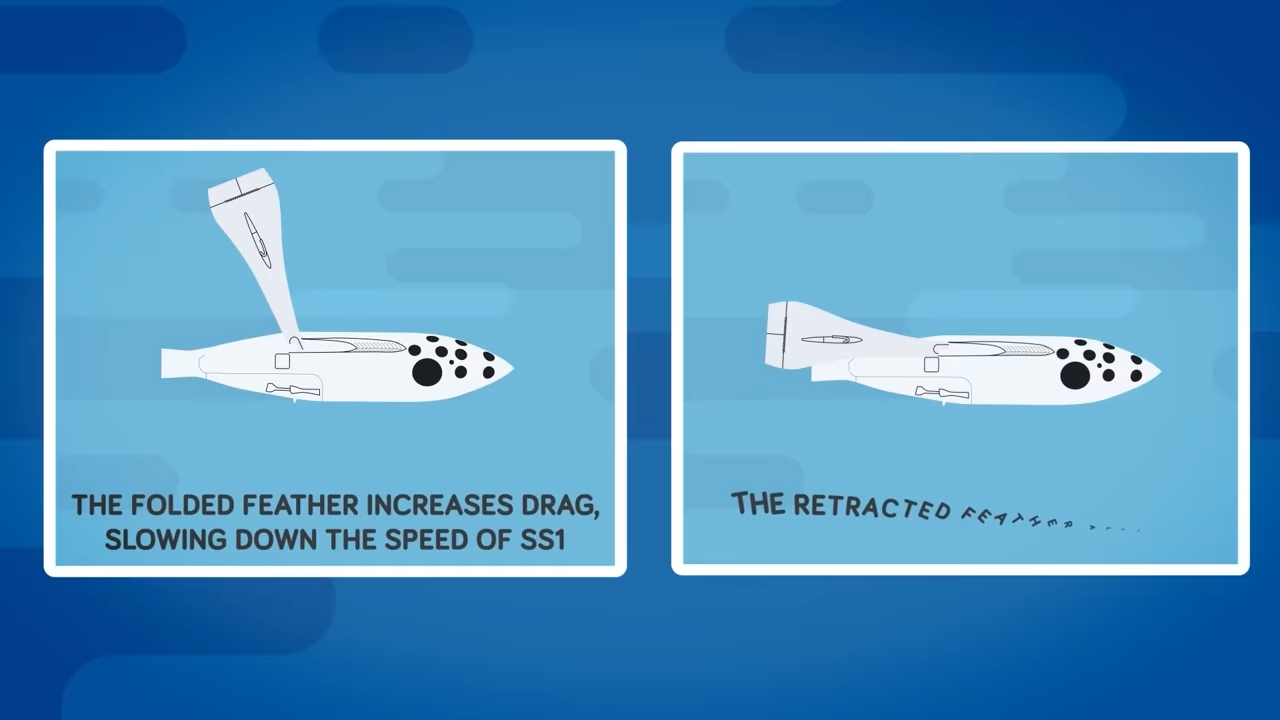 THE FOLDED FEATHER INCREASES DRAG,
SLOWING DOWN THE SPEED OF SS1
THE RETRACTED FEATHER